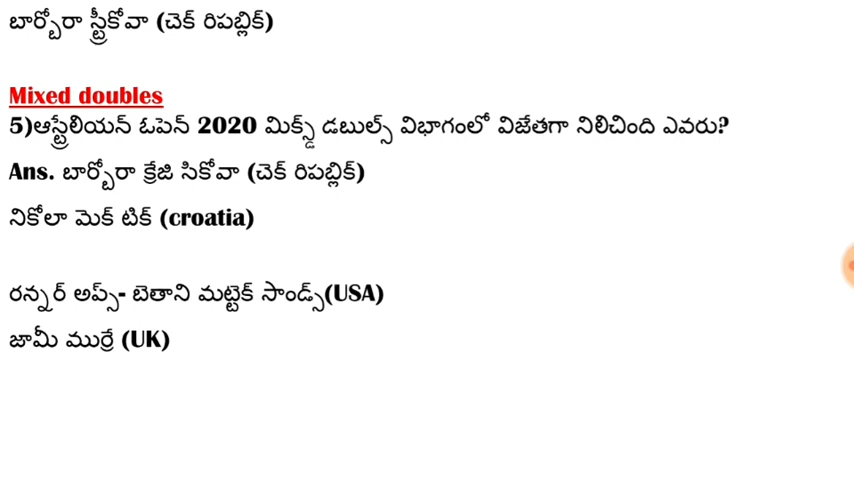 బార్బోరా స్ట్రీకోవా (చెక్ రిపబ్లిక్)
Mixed doubles
5)ఆస్ట్రేలియన్ ఓపెన్ 2020 మిక్స్డ్ డబుల్స్ విభాగంలో విజేతగా నిలిచింది ఎవరు?
Ans. బార్బోరా క్రేజి సికోవా (చెక్ రిపబ్లిక్)
నికోలా మెక్ టిక్ (croatia)
రన్నర్ అప్స్- బెతాని మట్టెక్ సాండ్స్(USA)
జామీ ముర్రే (UK)